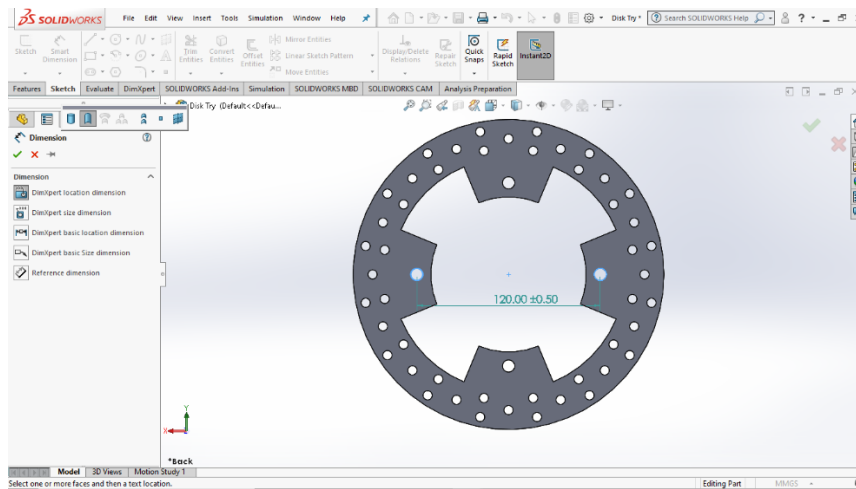 SOLIDWORKS File Edit View Insert Tools Simulation Window Help Disk Try * Search SOLIDWORKS Help ?
Sketch Smart Dimension Trim Entities Convert Entities Offset Entities Mirror Entities Linear Sketch Pattern Move Entities Display/Delete Relations Repair Sketch Quick Snaps Rapid Sketch Instant2D
Features Sketch Evaluate DimXpert SOLIDWORKS Add-Ins Simulation SOLIDWORKS MBD SOLIDWORKS CAM Analysis Preparation
Disk Try (Default<<Defau...
Dimension
Dimension
DimXpert location dimension
DimXpert size dimension
DimXpert basic location dimension
DimXpert basic Size dimension
Reference dimension
120.00 ±0.50
Y
X
Z
*Back
Model 3D Views Motion Study 1
Select one or more faces and then a text location. Editing Part MMGS